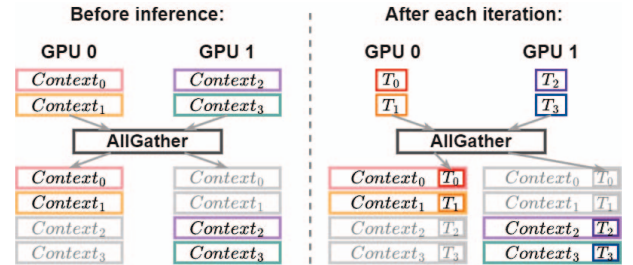 Before inference:
GPU 0 GPU 1
Context₀ Context₂
Context₁ Context₃
AllGather
Context₀ Context₀
Context₁ Context₁
Context₂ Context₂
Context₃ Context₃
After each iteration:
GPU 0 GPU 1
T₀ T₂
T₁ T₃
AllGather
Context₀ T₀ Context₀ T₀
Context₁ T₁ Context₁ T₁
Context₂ T₂ Context₂ T₂
Context₃ T₃ Context₃ T₃